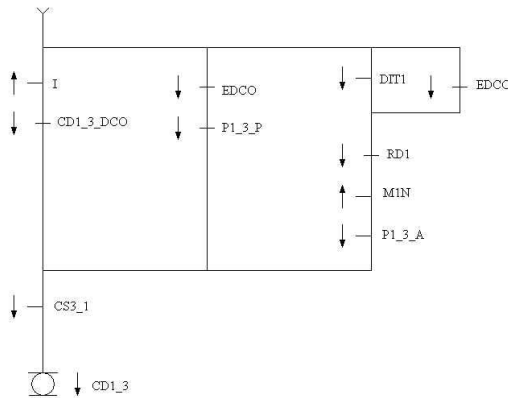 I
CD1_3_DCO
EDCO
P1_3_P
DIT1
EDCO
RD1
M1N
P1_3_A
CS3_1
CD1_3